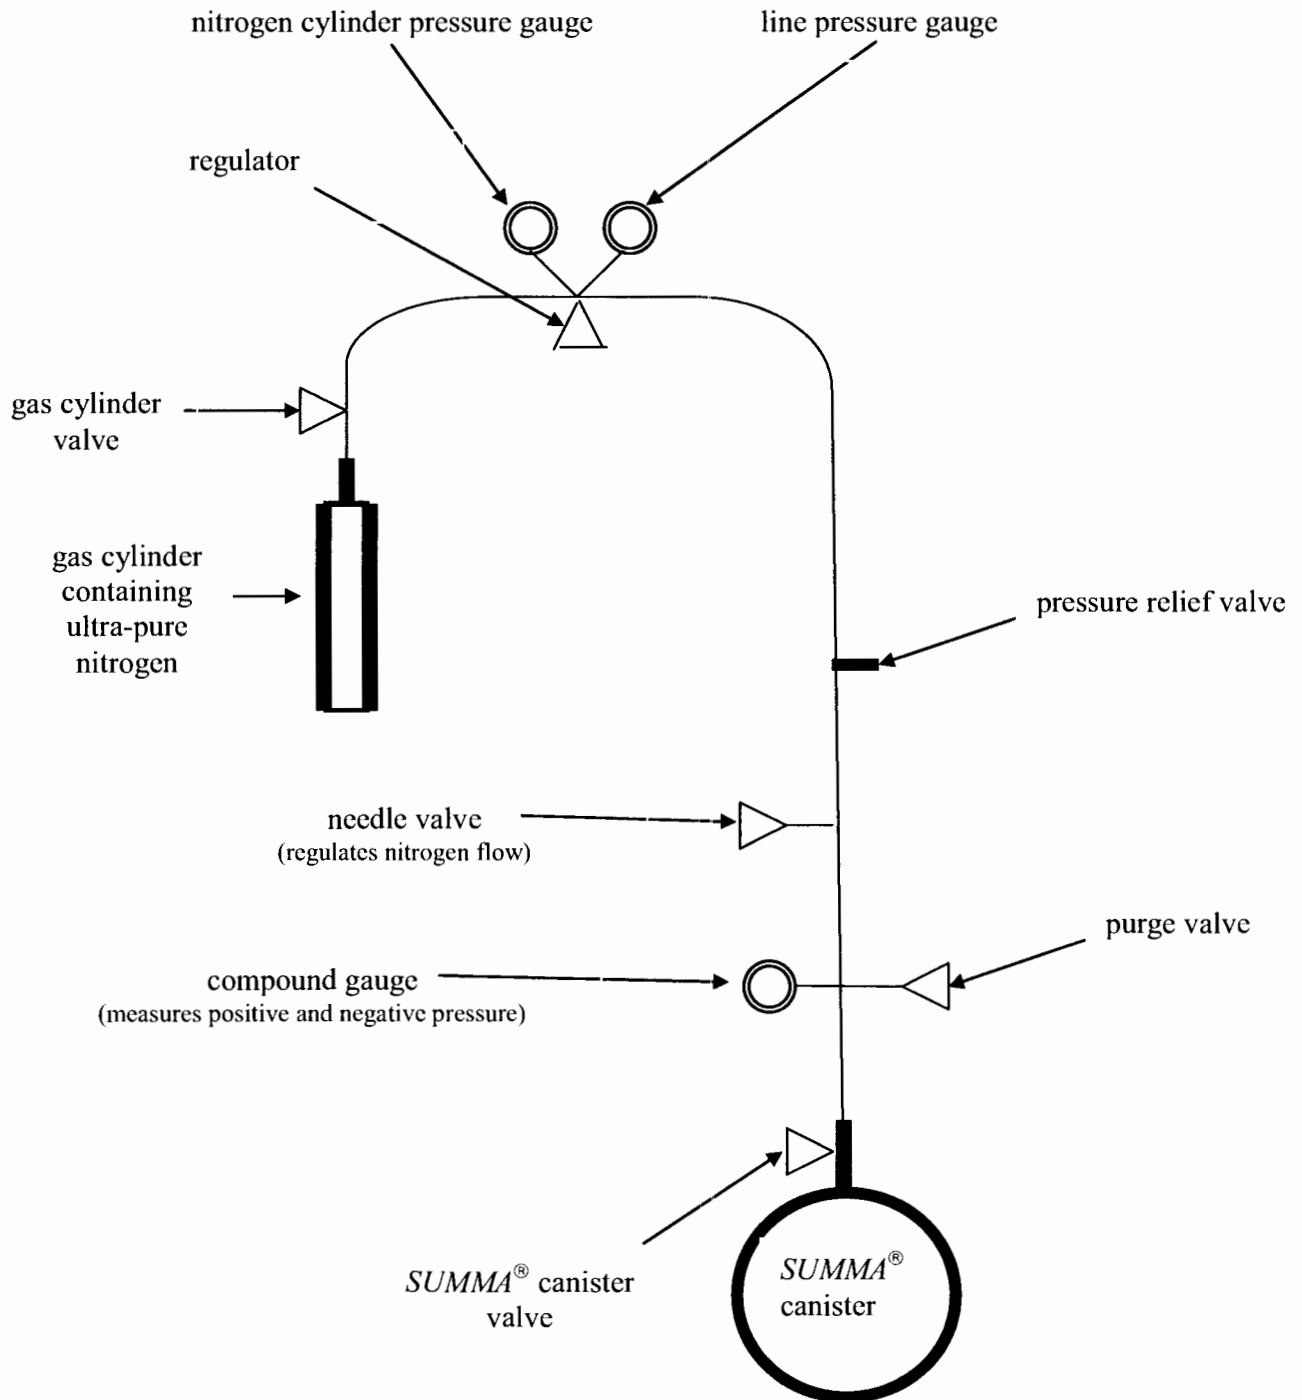 nitrogen cylinder pressure gauge
line pressure gauge
regulator
gas cylinder
valve
gas cylinder
containing
ultra-pure
nitrogen
pressure relief valve
needle valve
(regulates nitrogen flow)
purge valve
compound gauge
(measures positive and negative pressure)
SUMMA® canister
valve
SUMMA®
canister